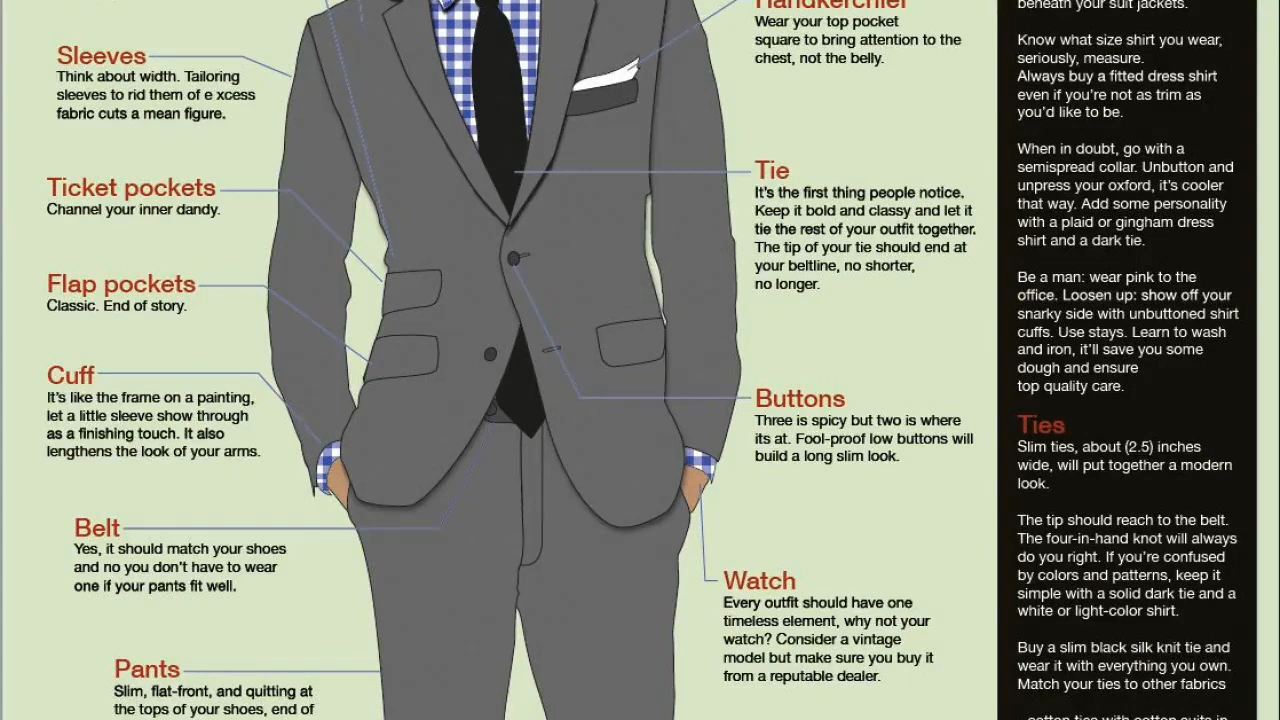 Sleeves
Think about width. Tailoring
sleeves to rid them of e xcess
fabric cuts a mean figure.
Ticket pockets
Channel your inner dandy.
Flap pockets
Classic. End of story.
Cuff
It's like the frame on a painting,
let a little sleeve show through
as a finishing touch. It also
lengthens the look of your arms.
Belt
Yes, it should match your shoes
and no you don't have to wear
one if your pants fit well.
Pants
Slim, flat-front, and quitting at
the tops of your shoes, end of
Handkerchief
Wear your top pocket
square to bring attention to the
chest, not the belly.
Tie
It's the first thing people notice.
Keep it bold and classy and let it
tie the rest of your outfit together.
The tip of your tie should end at
your beltline, no shorter,
no longer.
Buttons
Three is spicy but two is where
its at. Fool-proof low buttons will
build a long slim look.
Watch
Every outfit should have one
timeless element, why not your
watch? Consider a vintage
model but make sure you buy it
from a reputable dealer.
beneath your suit jackets.
Know what size shirt you wear,
seriously, measure.
Always buy a fitted dress shirt
even if you're not as trim as
you'd like to be.
When in doubt, go with a
semispread collar. Unbutton and
unpress your oxford, it's cooler
that way. Add some personality
with a plaid or gingham dress
shirt and a dark tie.
Be a man: wear pink to the
office. Loosen up: show off your
snarky side with unbuttoned shirt
cuffs. Use stays. Learn to wash
and iron, it'll save you some
dough and ensure
top quality care.
Ties
Slim ties, about (2.5) inches
wide, will put together a modern
look.
The tip should reach to the belt.
The four-in-hand knot will always
do you right. If you're confused
by colors and patterns, keep it
simple with a solid dark tie and a
white or light-color shirt.
Buy a slim black silk knit tie and
wear it with everything you own.
Match your ties to other fabrics
cotton ties with cotton suits in